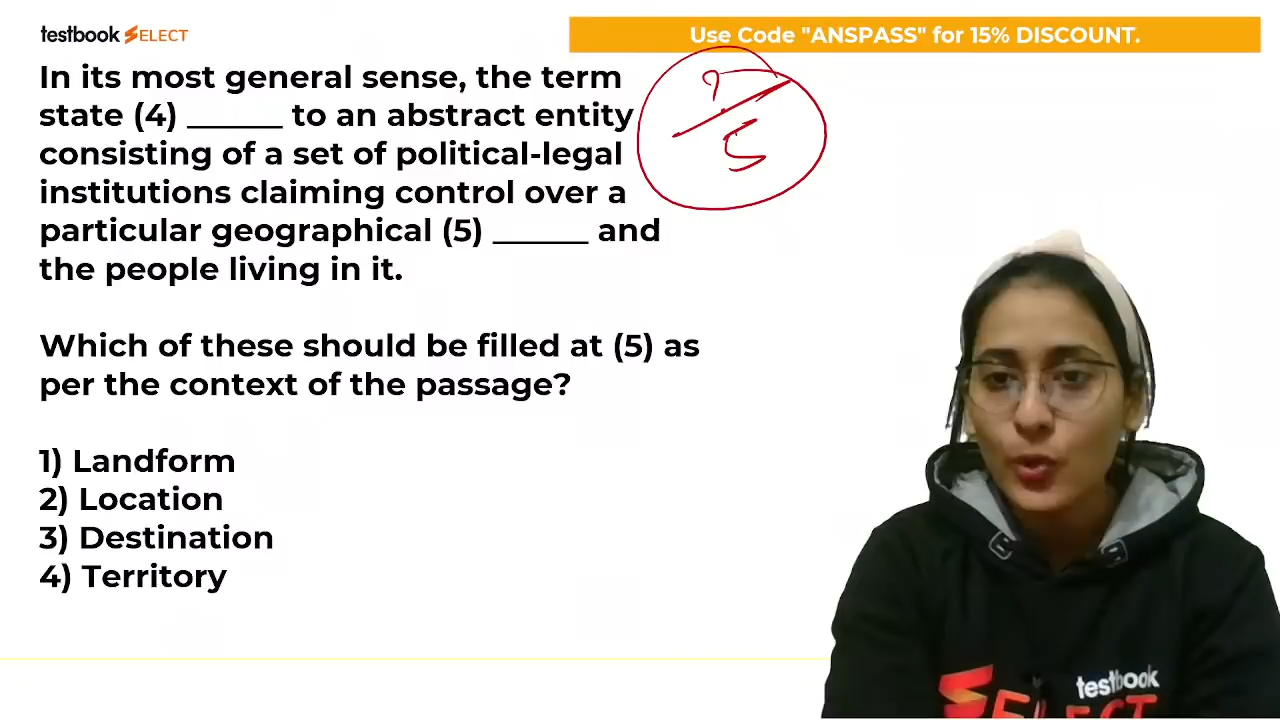 testbook SELECT
Use Code "ANSPASS" for 15% DISCOUNT.
In its most general sense, the term
state (4) ______ to an abstract entity
consisting of a set of political-legal
institutions claiming control over a
particular geographical (5) ______ and
the people living in it.
?
5
Which of these should be filled at (5) as
per the context of the passage?
1) Landform
2) Location
3) Destination
4) Territory
testbook
SELECT